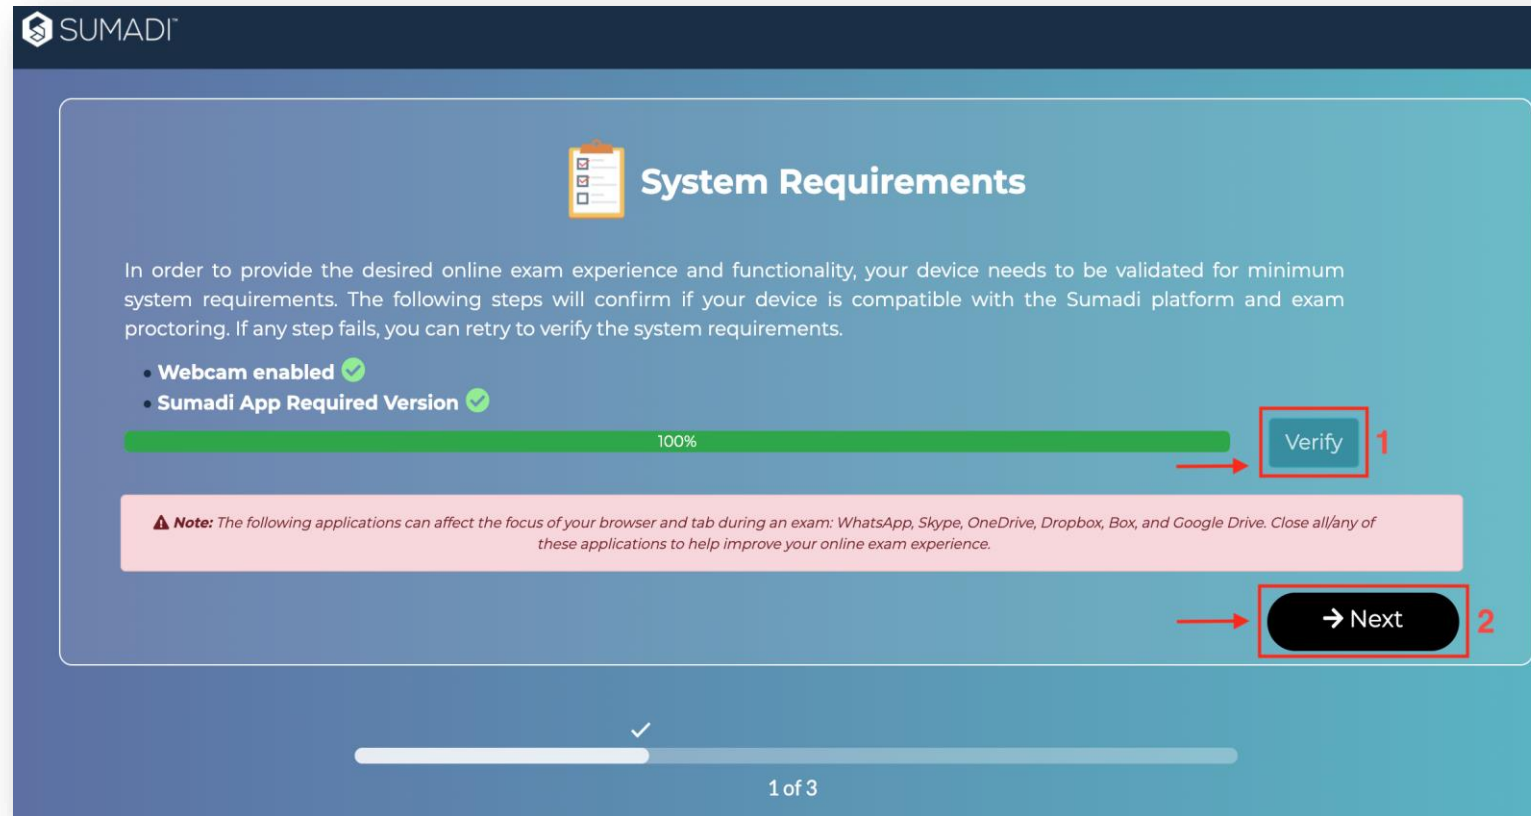 SUMADI™
System Requirements
In order to provide the desired online exam experience and functionality, your device needs to be validated for minimum
system requirements. The following steps will confirm if your device is compatible with the Sumadi platform and exam
proctoring. If any step fails, you can retry to verify the system requirements.
• Webcam enabled
• Sumadi App Required Version
100%
Verify
1
Note: The following applications can affect the focus of your browser and tab during an exam: WhatsApp, Skype, OneDrive, Dropbox, Box, and Google Drive. Close all/any of
these applications to help improve your online exam experience.
→ Next
2
1 of 3